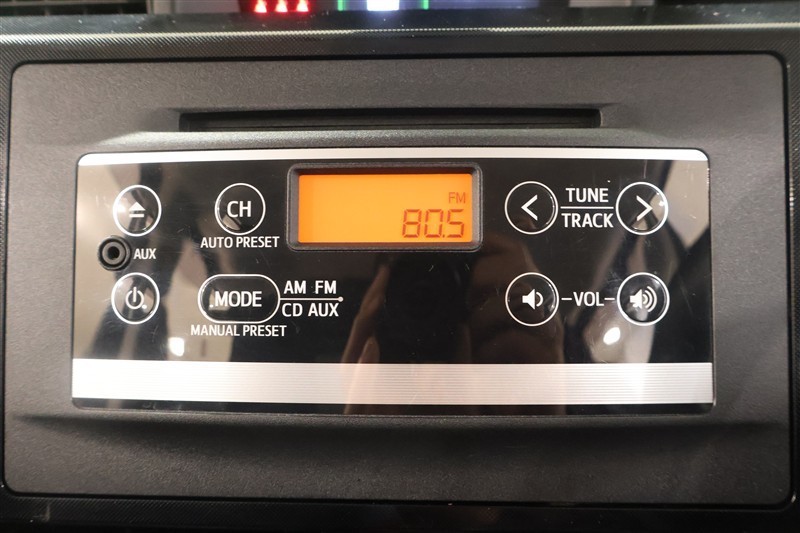 CH
AUTO PRESET
FM
80.5
TUNE
TRACK
AUX
MODE
AM FM
CD AUX
MANUAL PRESET
-VOL-